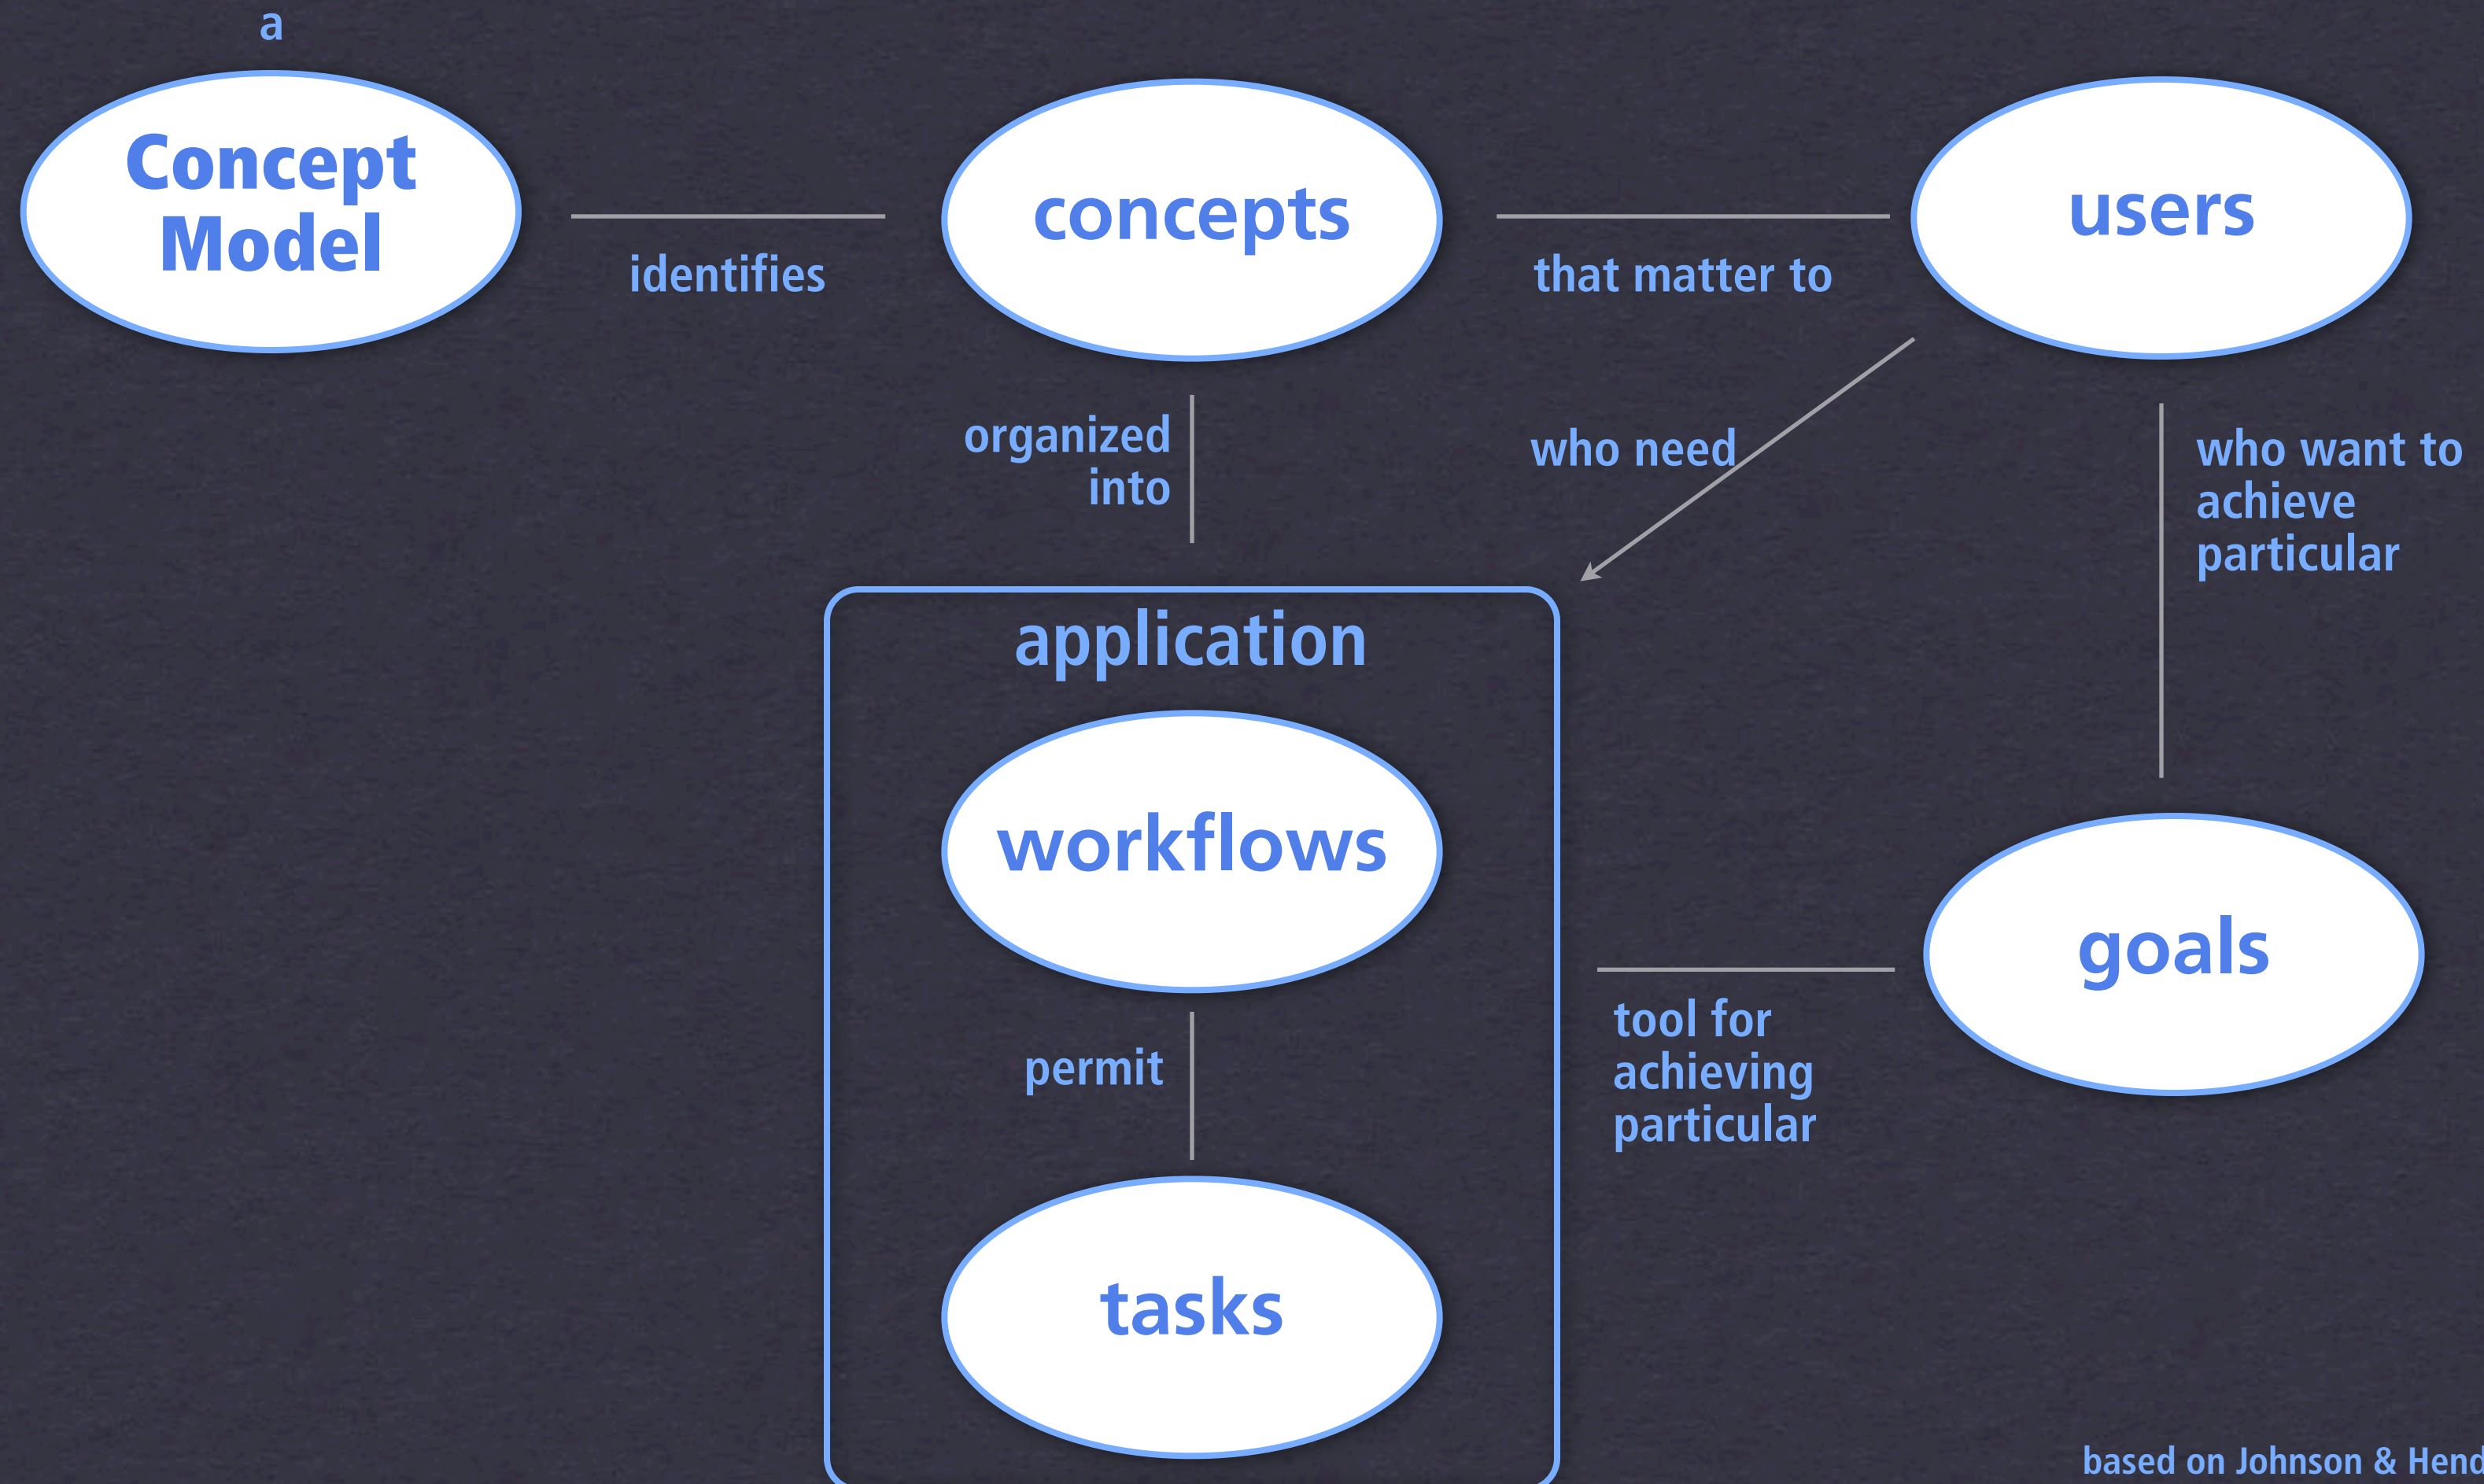 a
Concept
Model
identifies
concepts
that matter to
users
organized
into
who need
who want to
achieve
particular
application
workflows
permit
tasks
tool for
achieving
particular
goals
based on Johnson &